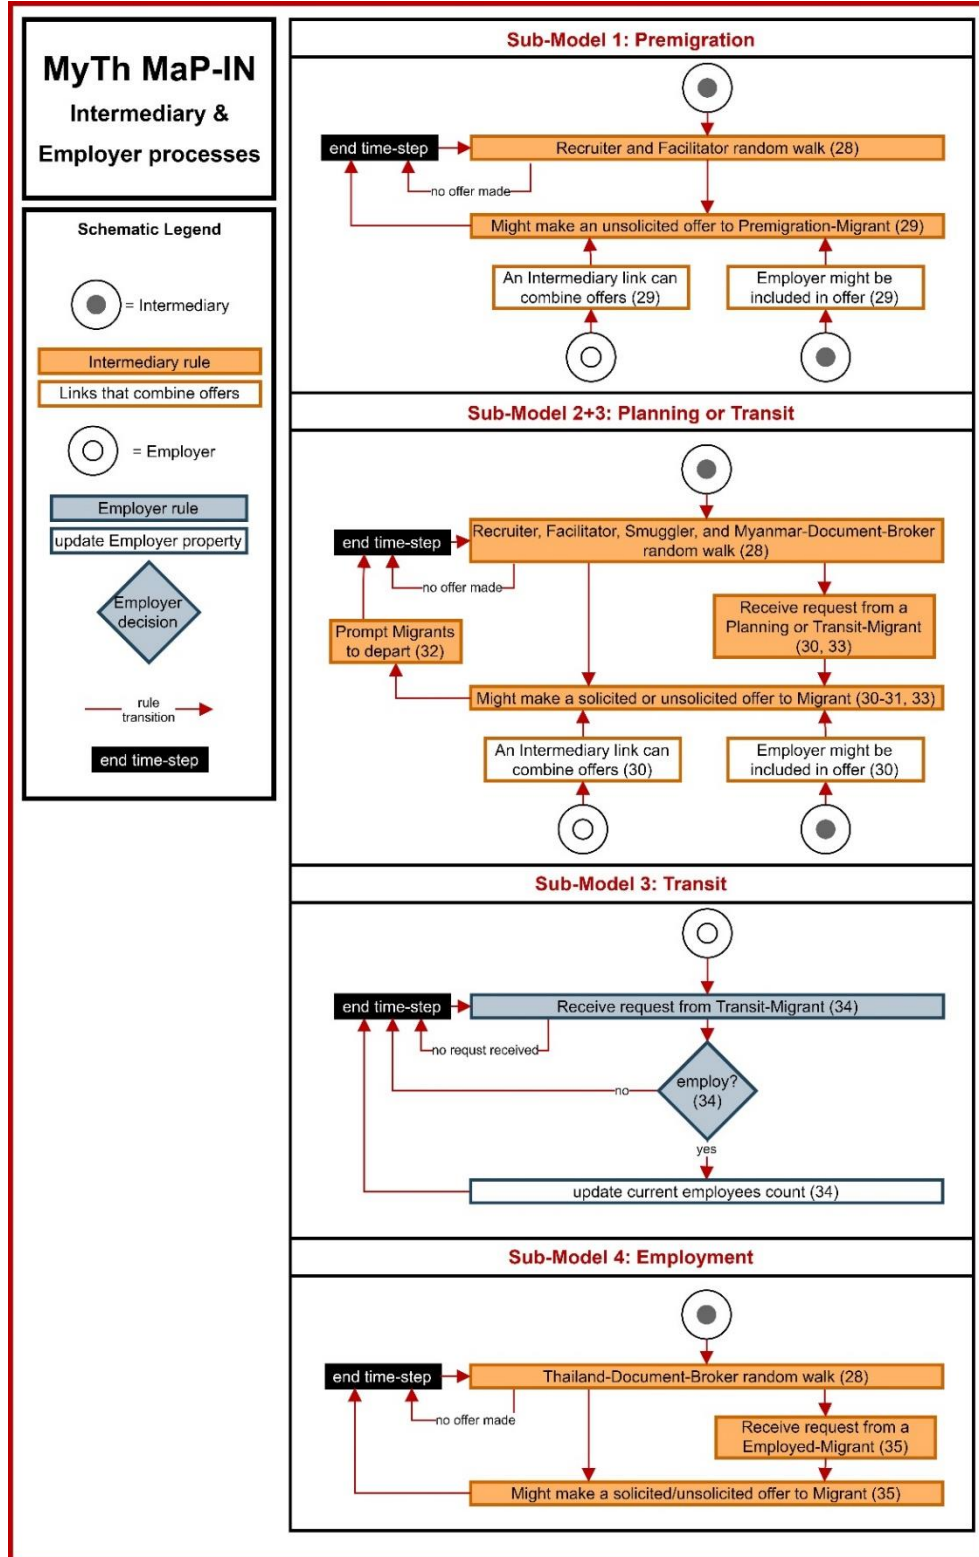 MyTh MaP-IN
Intermediary &
Employer processes
Schematic Legend
= Intermediary
Intermediary rule
Links that combine offers
= Employer
Employer rule
update Employer property
Employer
decision
rule
transition
end time-step
Sub-Model 1: Premigration
end time-step
Recruiter and Facilitator random walk (28)
no offer made
Might make an unsolicited offer to Premigration-Migrant (29)
An Intermediary link can
combine offers (29)
Employer might be
included in offer (29)
Sub-Model 2+3: Planning or Transit
end time-step
Recruiter, Facilitator, Smuggler, and Myanmar-Document-Broker
random walk (28)
no offer made
Prompt Migrants
to depart (32)
Receive request from a
Planning or Transit-Migrant
(30, 33)
Might make a solicited or unsolicited offer to Migrant (30-31, 33)
An Intermediary link can
combine offers (30)
Employer might be
included in offer (30)
Sub-Model 3: Transit
end time-step
Receive request from Transit-Migrant (34)
no requst received
employ?
(34)
no
yes
update current employees count (34)
Sub-Model 4: Employment
end time-step
Thailand-Document-Broker random walk (28)
no offer made
Receive request from a
Employed-Migrant (35)
Might make a solicited/unsolicited offer to Migrant (35)